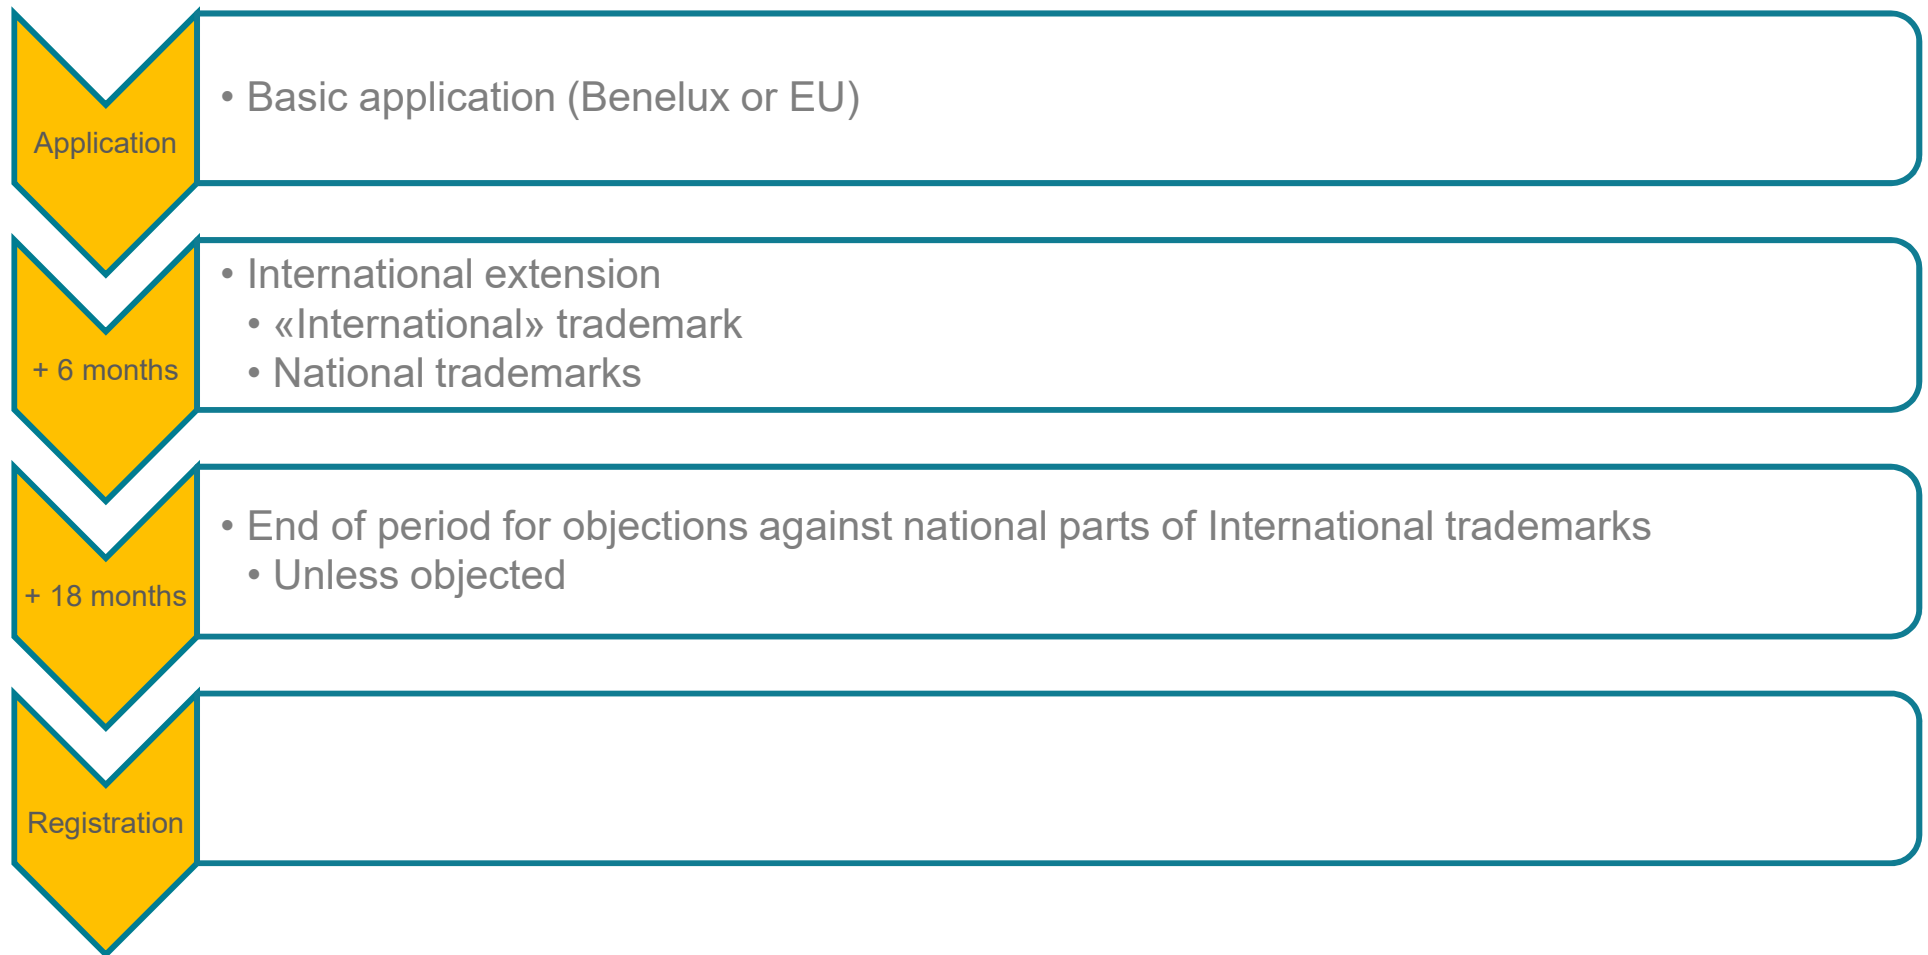 Application
• Basic application (Benelux or EU)
+ 6 months
• International extension
• «International» trademark
• National trademarks
+ 18 months
• End of period for objections against national parts of International trademarks
• Unless objected
Registration